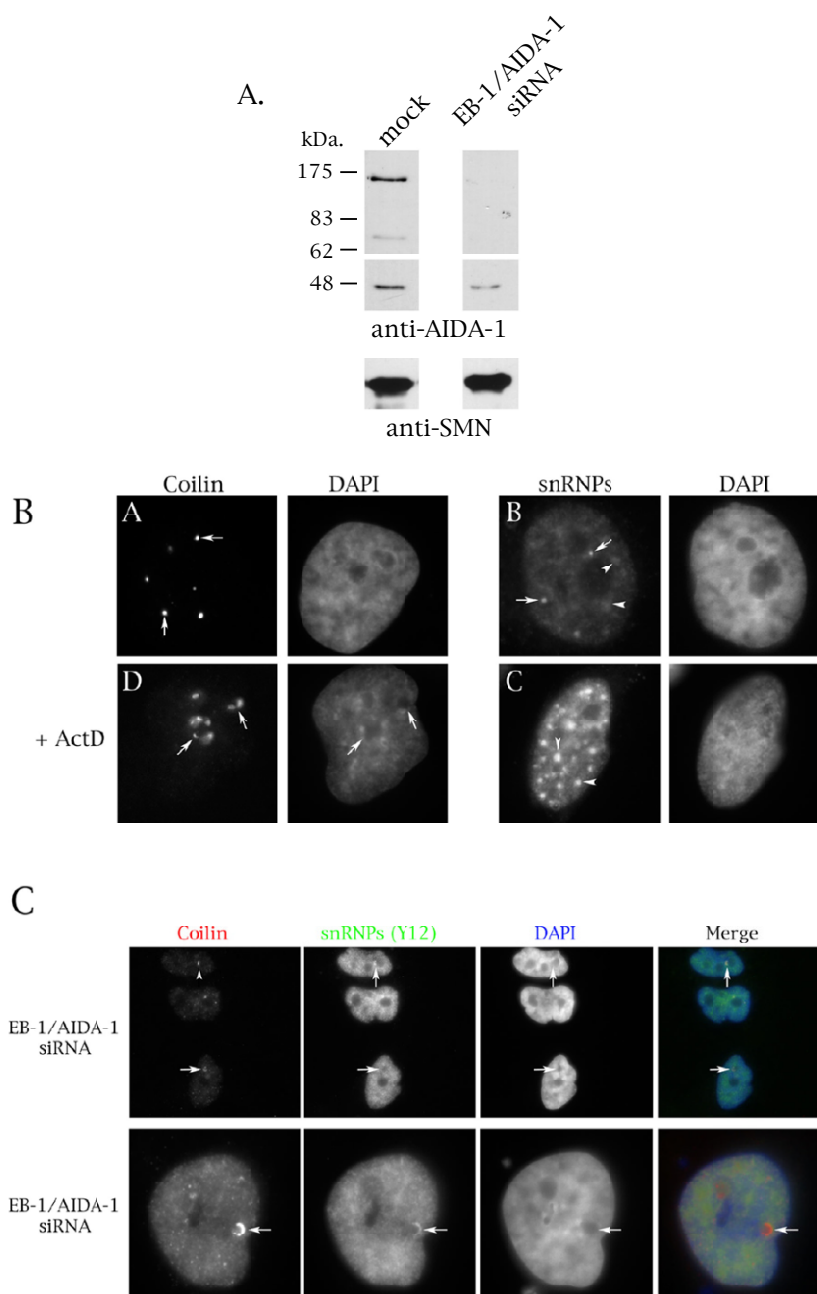 A.
mock
EB-1/AIDA-1
siRNA
kDa.
175
83
62
48
anti-AIDA-1
anti-SMN
B
Coilin
DAPI
snRNPs
DAPI
A
B
+ ActD
D
C
C
Coilin
snRNPs (Y12)
DAPI
Merge
EB-1/AIDA-1
siRNA
EB-1/AIDA-1
siRNA